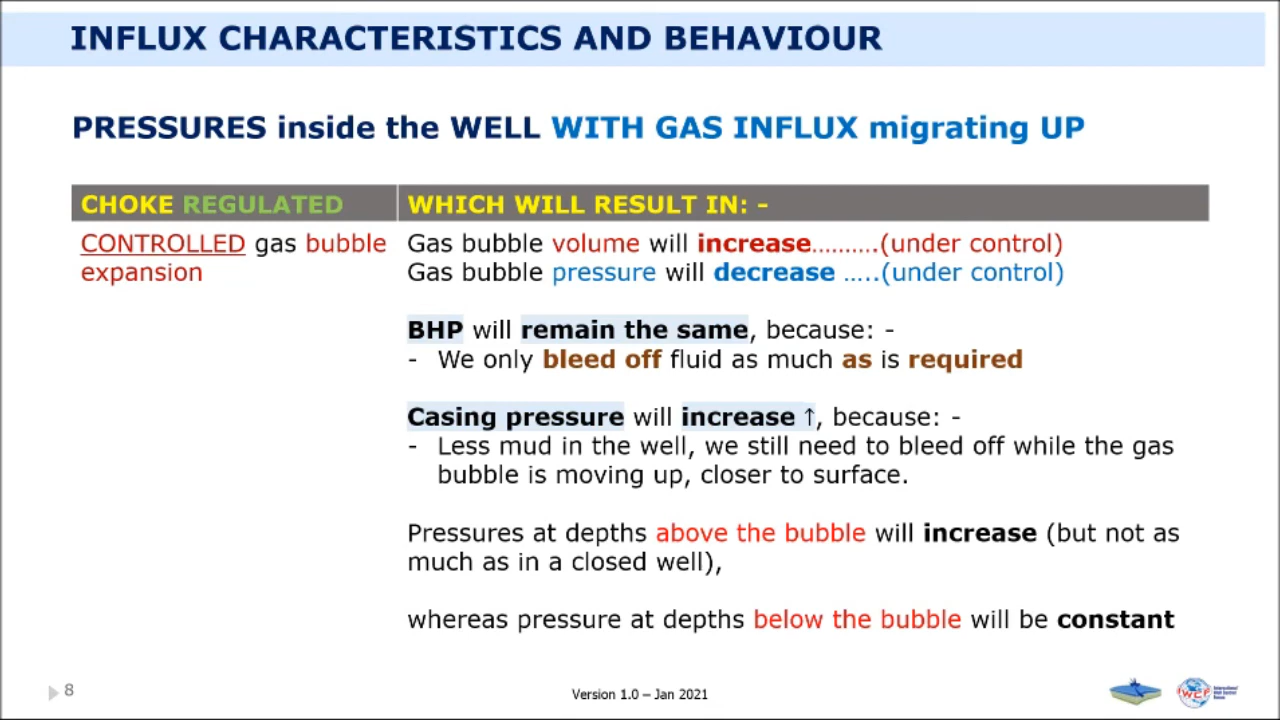 INFLUX CHARACTERISTICS AND BEHAVIOUR
PRESSURES inside the WELL WITH GAS INFLUX migrating UP
CHOKE REGULATED
WHICH WILL RESULT IN: -
CONTROLLED gas bubble
expansion
Gas bubble volume will increase……….(under control)
Gas bubble pressure will decrease …..(under control)
BHP will remain the same, because: -
- We only bleed off fluid as much as is required
Casing pressure will increase ↑, because: -
- Less mud in the well, we still need to bleed off while the gas
bubble is moving up, closer to surface.
Pressures at depths above the bubble will increase (but not as
much as in a closed well),
whereas pressure at depths below the bubble will be constant
8
Version 1.0 – Jan 2021
IWCF
International
Well Control
Forum